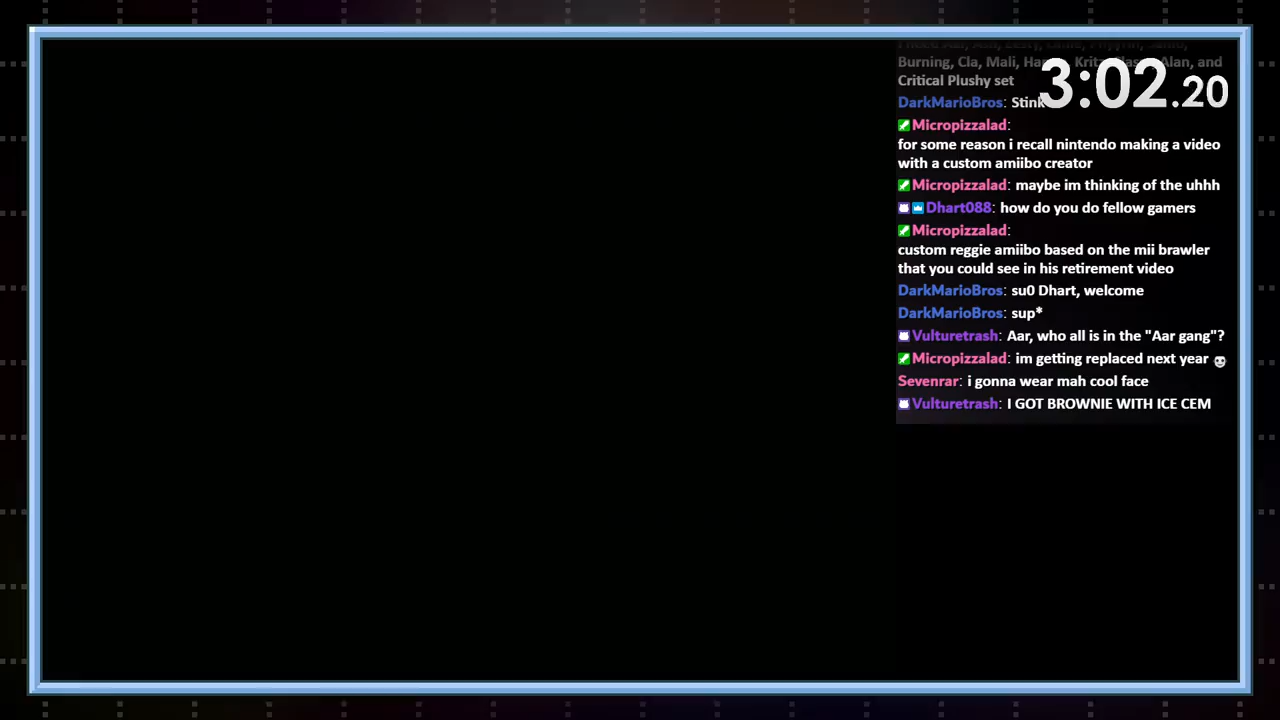 Burning, Cla, Mali, Alan, and
Critical Plushy set
3:02.20
DarkMarioBros: Stink
Micropizzalad:
for some reason i recall nintendo making a video
with a custom amiibo creator
Micropizzalad: maybe im thinking of the uhhh
Dhart088: how do you do fellow gamers
Micropizzalad:
custom reggie amiibo based on the mii brawler
that you could see in his retirement video
DarkMarioBros: su0 Dhart, welcome
DarkMarioBros: sup*
Vulturetrash: Aar, who all is in the "Aar gang"?
Micropizzalad: im getting replaced next year
Sevenrar: i gonna wear mah cool face
Vulturetrash: I GOT BROWNIE WITH ICE CEM